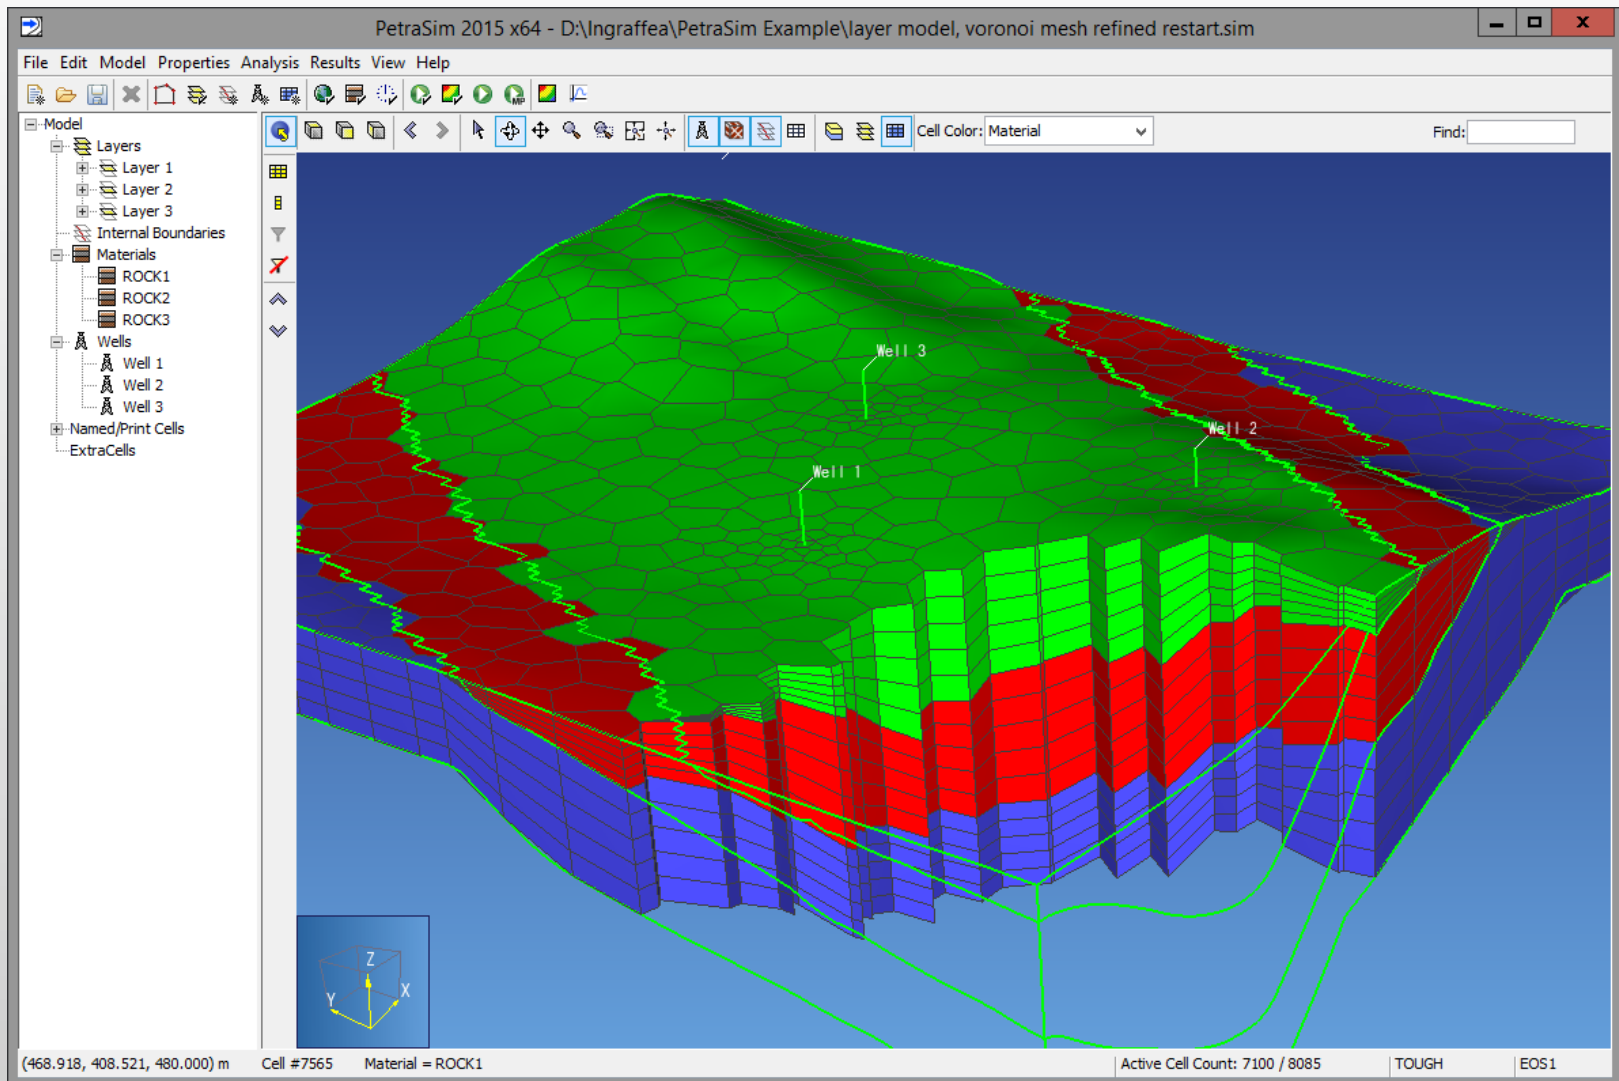 PetraSim 2015 x64 - D:\Ingraffea\PetraSim Example\layer model, voronoi mesh refined restart.sim
File Edit Model Properties Analysis Results View Help
MP
Cell Color: Material
Find:
Model
Layers
Layer 1
Layer 2
Layer 3
Internal Boundaries
Materials
ROCK1
ROCK2
ROCK3
Wells
Well 1
Well 2
Well 3
Named/Print Cells
ExtraCells
Well 3
Well 2
Well 1
Z
Y
X
(468.918, 408.521, 480.000) m Cell #7565 Material = ROCK1 Active Cell Count: 7100 / 8085 TOUGH EOS1